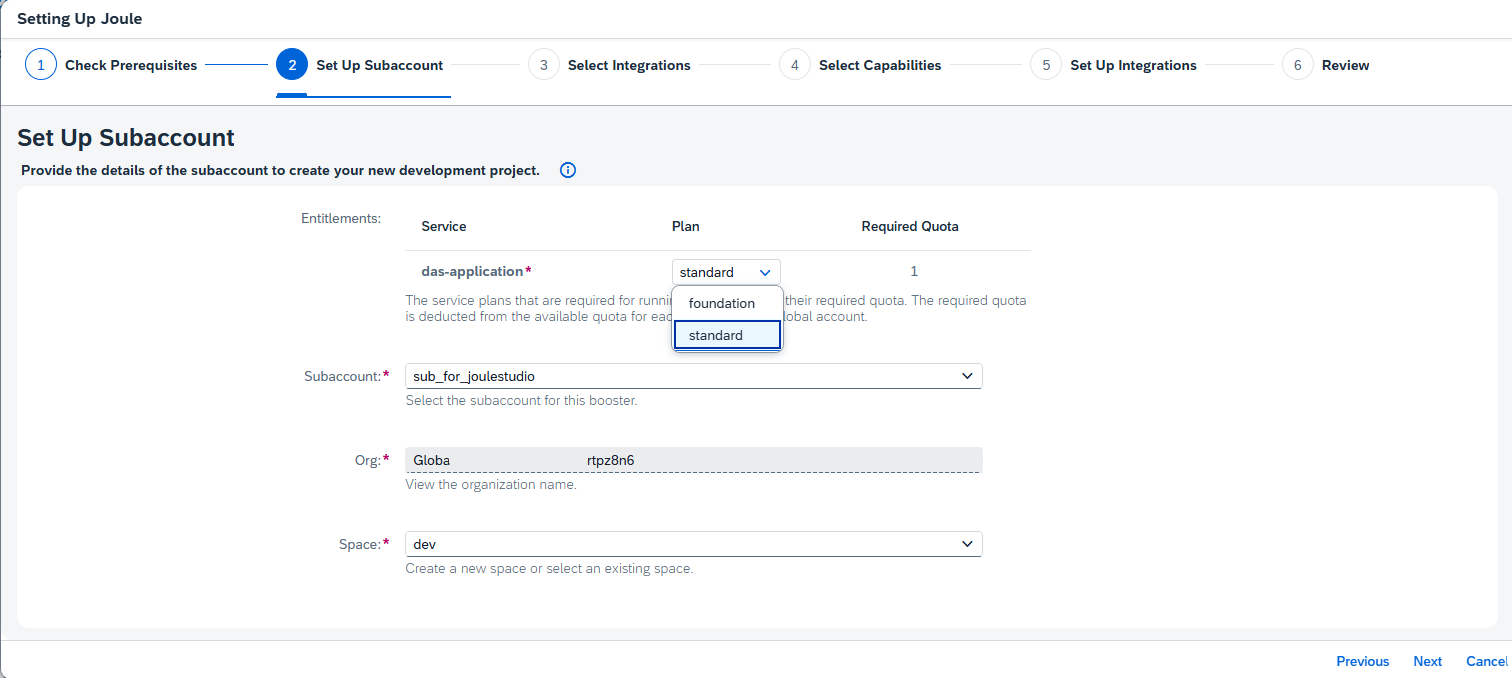 Setting Up Joule
1 Check Prerequisites 2 Set Up Subaccount 3 Select Integrations 4 Select Capabilities 5 Set Up Integrations 6 Review
Set Up Subaccount
Provide the details of the subaccount to create your new development project.
Entitlements:
Service Plan Required Quota
das-application* standard 1
foundation
standard
The service plans that are required for their required quota. The required quota
is deducted from the available quota for account.
Subaccount:* sub_for_joulestudio
Select the subaccount for this booster.
Org:* Globa rtpz8n6
View the organization name.
Space:* dev
Create a new space or select an existing space.
Previous Next Cancel